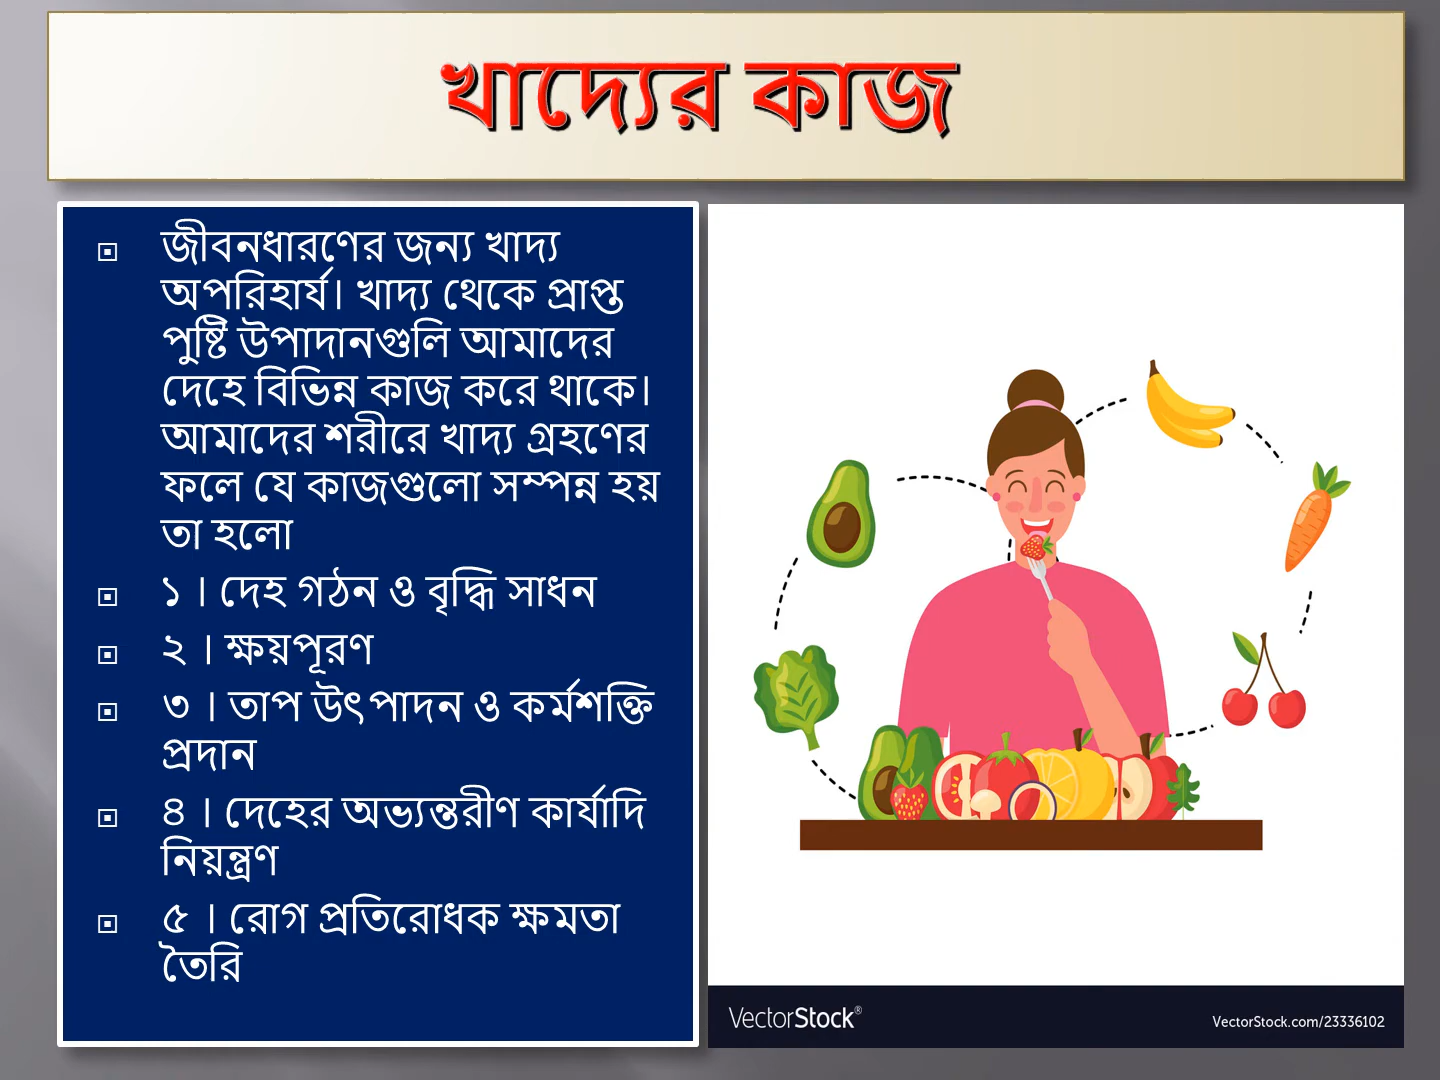 খাদ্যের কাজ
জীবনধারণের জন্য খাদ্য
অপরিহার্য। খাদ্য থেকে প্রাপ্ত
পুষ্টি উপাদানগুলি আমাদের
দেহে বিভিন্ন কাজ করে থাকে।
আমাদের শরীরে খাদ্য গ্রহণের
ফলে যে কাজগুলো সম্পন্ন হয়
তা হলো
১ । দেহ গঠন ও বৃদ্ধি সাধন
২ । ক্ষয়পূরণ
৩ । তাপ উৎপাদন ও কর্মশক্তি
প্রদান
৪ । দেহের অভ্যন্তরীণ কার্যাদি
নিয়ন্ত্রণ
৫ । রোগ প্রতিরোধক ক্ষমতা
তৈরি
VectorStock®
VectorStock.com/23336102